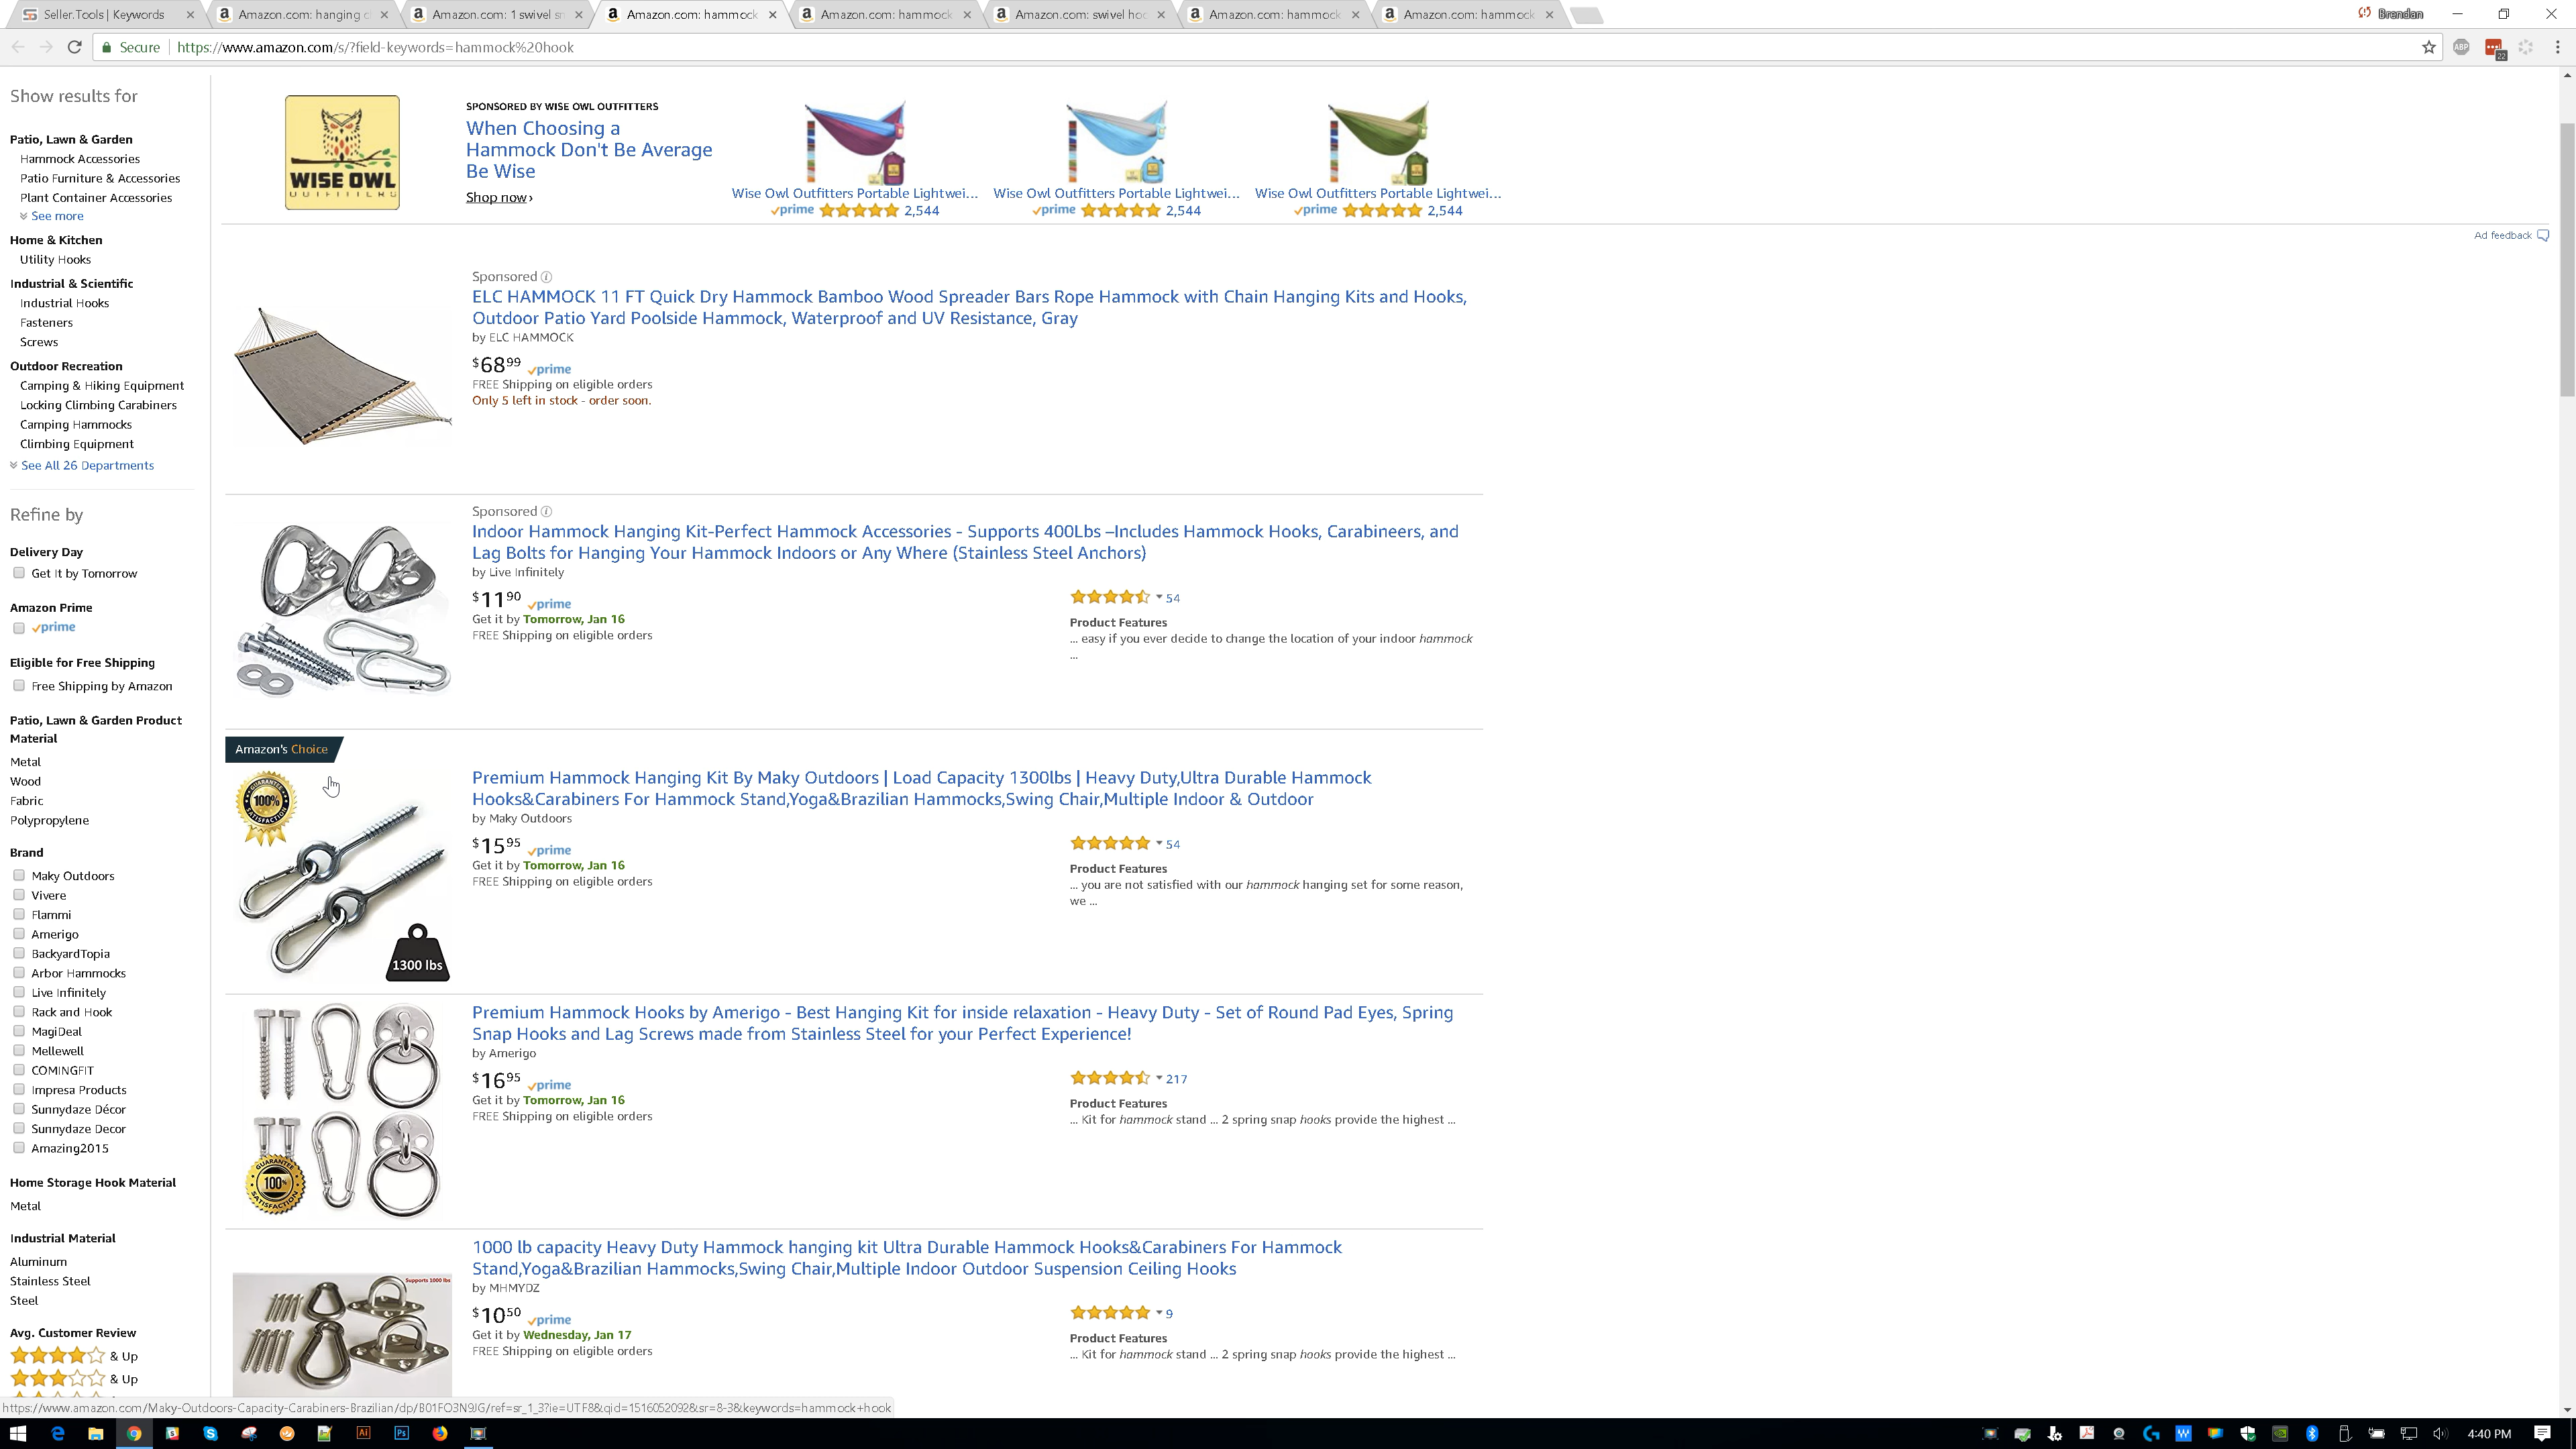 Seller.Tools | Keywords
Amazon.com: hanging c
Amazon.com: 1 swivel sn
Amazon.com: hammock
Amazon.com: hammock
Amazon.com: swivel hoo
Amazon.com: hammock
Amazon.com: hammock
Brendan
Secure | https://www.amazon.com/s/?field-keywords=hammock%20hook
ABP
22
Show results for
Patio, Lawn & Garden
Hammock Accessories
Patio Furniture & Accessories
Plant Container Accessories
See more
Home & Kitchen
Utility Hooks
Industrial & Scientific
Industrial Hooks
Fasteners
Screws
Outdoor Recreation
Camping & Hiking Equipment
Locking Climbing Carabiners
Camping Hammocks
Climbing Equipment
See All 26 Departments
Refine by
Delivery Day
Get It by Tomorrow
Amazon Prime
prime
Eligible for Free Shipping
Free Shipping by Amazon
Patio, Lawn & Garden Product
Material
Metal
Wood
Fabric
Polypropylene
Brand
Maky Outdoors
Vivere
Flammi
Amerigo
BackyardTopia
Arbor Hammocks
Live Infinitely
Rack and Hook
MagiDeal
Mellewell
COMINGFIT
Impresa Products
Sunnydaze Décor
Sunnydaze Decor
Amazing2015
Home Storage Hook Material
Metal
Industrial Material
Aluminum
Stainless Steel
Steel
Avg. Customer Review
& Up
& Up
WISE OWL
OUTFITTERS
SPONSORED BY WISE OWL OUTFITTERS
When Choosing a
Hammock Don't Be Average
Be Wise
Shop now ›
Wise Owl Outfitters Portable Lightwei...
prime 2,544
Wise Owl Outfitters Portable Lightwei...
prime 2,544
Wise Owl Outfitters Portable Lightwei...
prime 2,544
Ad feedback
Sponsored
ELC HAMMOCK 11 FT Quick Dry Hammock Bamboo Wood Spreader Bars Rope Hammock with Chain Hanging Kits and Hooks,
Outdoor Patio Yard Poolside Hammock, Waterproof and UV Resistance, Gray
by ELC HAMMOCK
$68 99 prime
FREE Shipping on eligible orders
Only 5 left in stock - order soon.
Sponsored
Indoor Hammock Hanging Kit-Perfect Hammock Accessories - Supports 400Lbs –Includes Hammock Hooks, Carabineers, and
Lag Bolts for Hanging Your Hammock Indoors or Any Where (Stainless Steel Anchors)
by Live Infinitely
$11 90 prime
Get it by Tomorrow, Jan 16
FREE Shipping on eligible orders
54
Product Features
... easy if you ever decide to change the location of your indoor hammock
...
Amazon's Choice
GUARANTEE
100%
SATISFACTION
1300 lbs
Premium Hammock Hanging Kit By Maky Outdoors | Load Capacity 1300lbs | Heavy Duty,Ultra Durable Hammock
Hooks&Carabiners For Hammock Stand,Yoga&Brazilian Hammocks,Swing Chair,Multiple Indoor & Outdoor
by Maky Outdoors
$15 95 prime
Get it by Tomorrow, Jan 16
FREE Shipping on eligible orders
54
Product Features
... you are not satisfied with our hammock hanging set for some reason,
we ...
GUARANTEE
100%
SATISFACTION
Premium Hammock Hooks by Amerigo - Best Hanging Kit for inside relaxation - Heavy Duty - Set of Round Pad Eyes, Spring
Snap Hooks and Lag Screws made from Stainless Steel for your Perfect Experience!
by Amerigo
$16 95 prime
Get it by Tomorrow, Jan 16
FREE Shipping on eligible orders
217
Product Features
... Kit for hammock stand ... 2 spring snap hooks provide the highest ...
Supports 1000 lbs
1000 lb capacity Heavy Duty Hammock hanging kit Ultra Durable Hammock Hooks&Carabiners For Hammock
Stand,Yoga&Brazilian Hammocks,Swing Chair,Multiple Indoor Outdoor Suspension Ceiling Hooks
by MHMYDZ
$10 50 prime
Get it by Wednesday, Jan 17
FREE Shipping on eligible orders
9
Product Features
... Kit for hammock stand ... 2 spring snap hooks provide the highest ...
https://www.amazon.com/Maky-Outdoors-Capacity-Carabiners-Brazilian/dp/B01FO3N9JG/ref=sr_1_3?ie=UTF8&qid=1516052092&sr=8-3&keywords=hammock+hook
Ai
Ps
4:40 PM